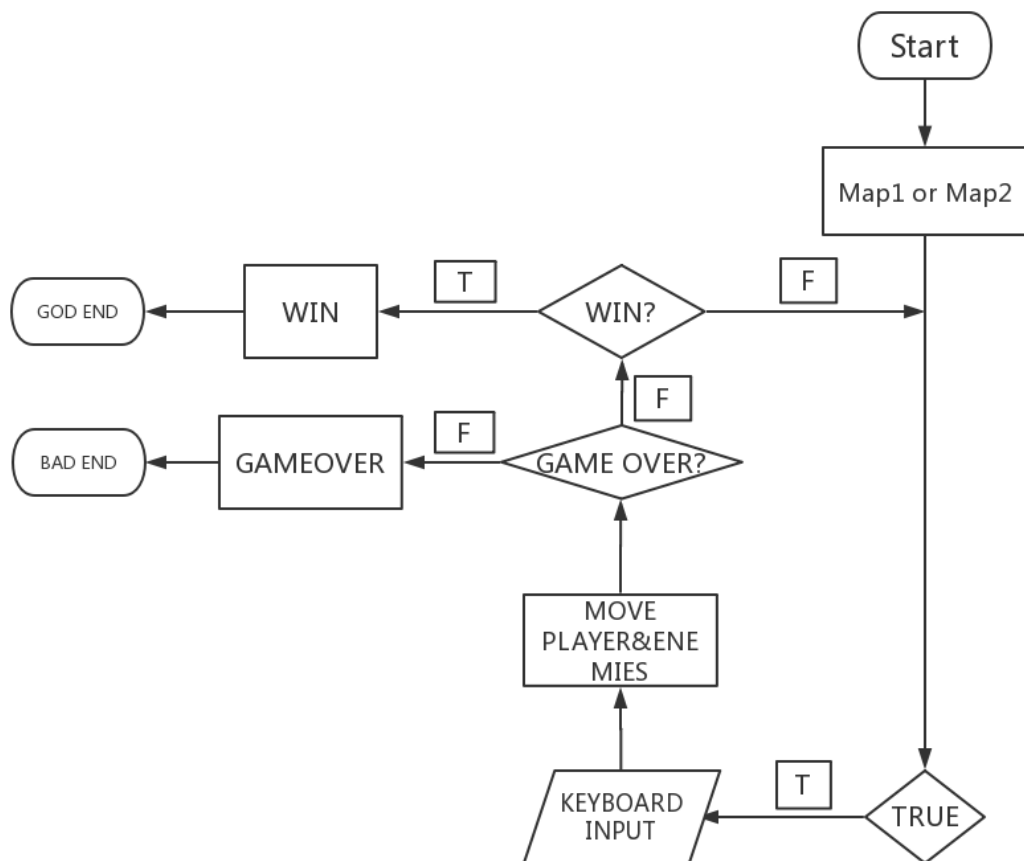 Start
Map1 or Map2
T
F
GOD END
WIN
WIN?
F
F
BAD END
GAMEOVER
GAME OVER?
MOVE
PLAYER&ENE
MIES
T
KEYBOARD
INPUT
TRUE